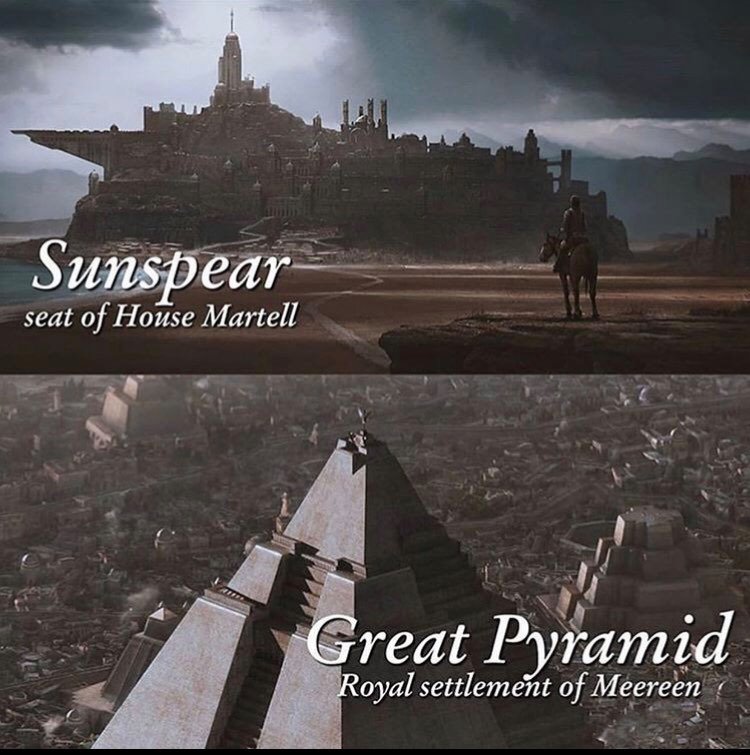 Sunspear
seat of House Martell
Great Pyramid
Royal settlement of Meereen